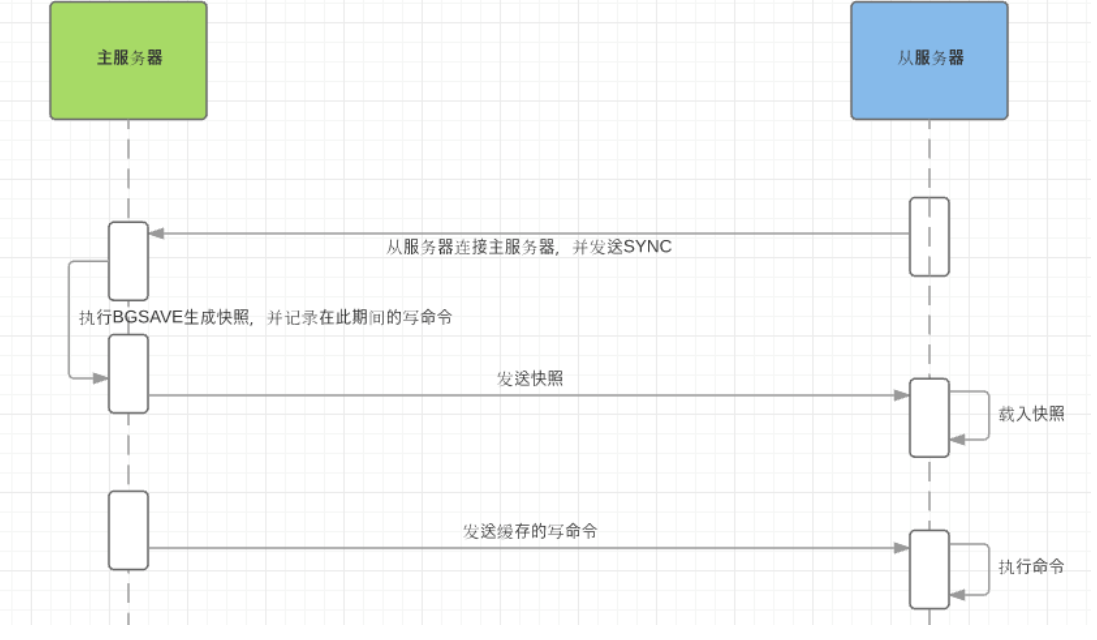 主服务器
从服务器
从服务器连接主服务器，并发送SYNC
执行BGSAVE生成快照，并记录在此期间的写命令
发送快照
载入快照
发送缓存的写命令
执行命令